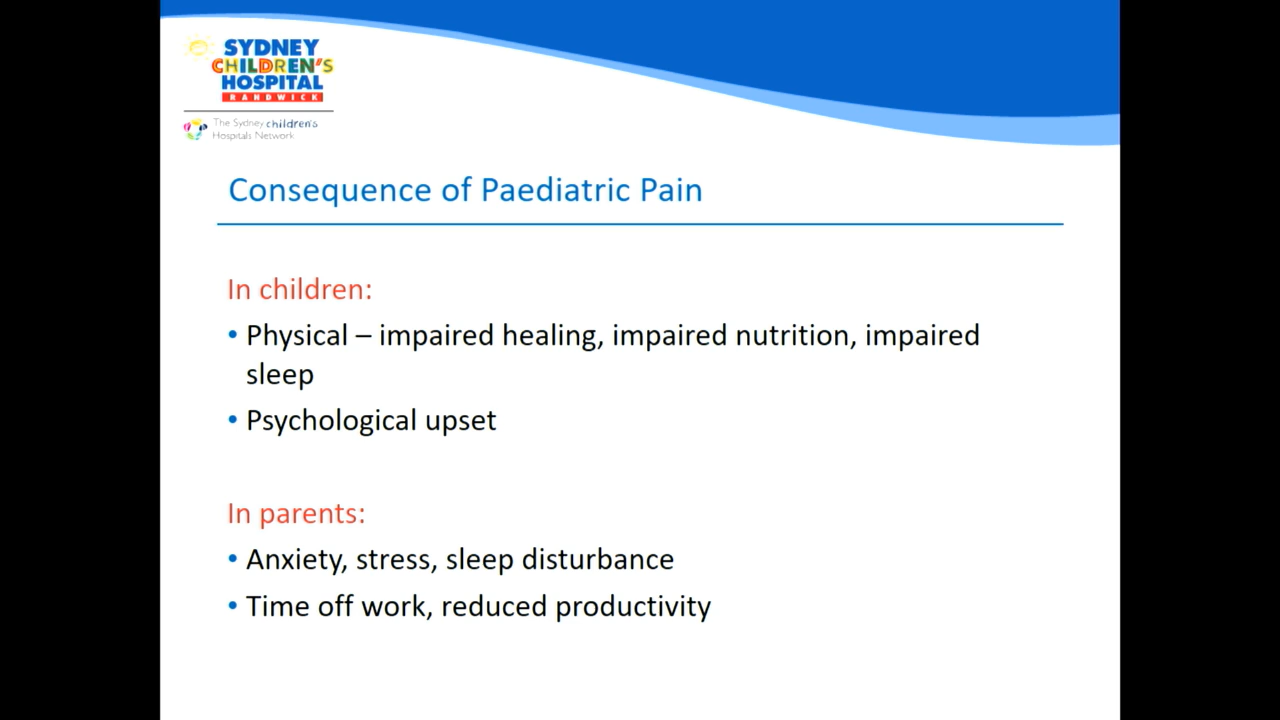 SYDNEY
CHILDREN'S
HOSPITAL
RANDWICK
The Sydney children's
Hospitals Network
Consequence of Paediatric Pain
In children:
• Physical – impaired healing, impaired nutrition, impaired
sleep
• Psychological upset
In parents:
• Anxiety, stress, sleep disturbance
• Time off work, reduced productivity